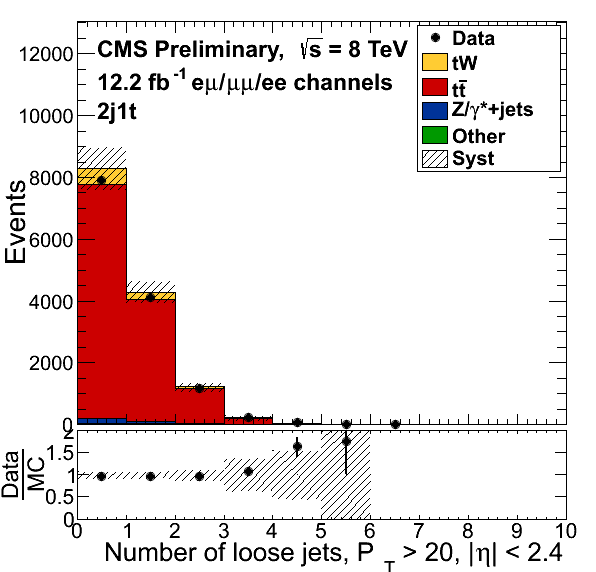 CMS Preliminary, √s = 8 TeV
12.2 fb⁻¹ eμ/μμ/ee channels
2j1t
Data
tW
tt̄
Z/γ*+jets
Other
Syst
Events
12000
10000
8000
6000
4000
2000
0
Data
MC
2
1.5
1
0.5
0
0 1 2 3 4 5 6 7 8 9 10
Number of loose jets, P_T > 20, |η| < 2.4